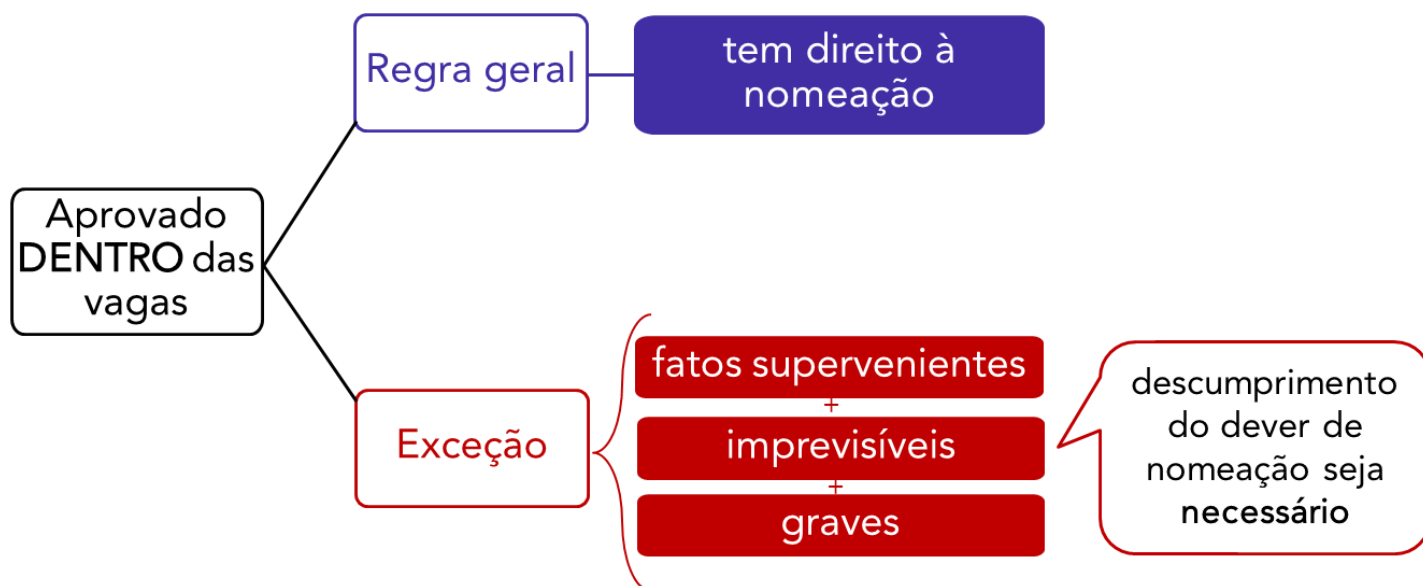 Aprovado
DENTRO das
vagas
Regra geral
tem direito à
nomeação
Exceção
fatos supervenientes
+
imprevisíveis
+
graves
descumprimento
do dever de
nomeação seja
necessário